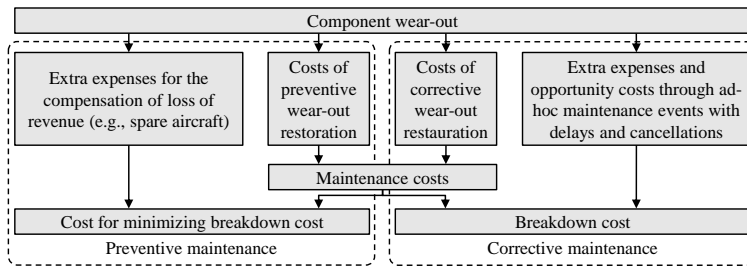 Component wear-out
Extra expenses for the
compensation of loss of
revenue (e.g., spare aircraft)
Costs of
preventive
wear-out
restoration
Costs of
corrective
wear-out
restauration
Extra expenses and
opportunity costs through ad-
hoc maintenance events with
delays and cancellations
Maintenance costs
Cost for minimizing breakdown cost
Breakdown cost
Preventive maintenance
Corrective maintenance